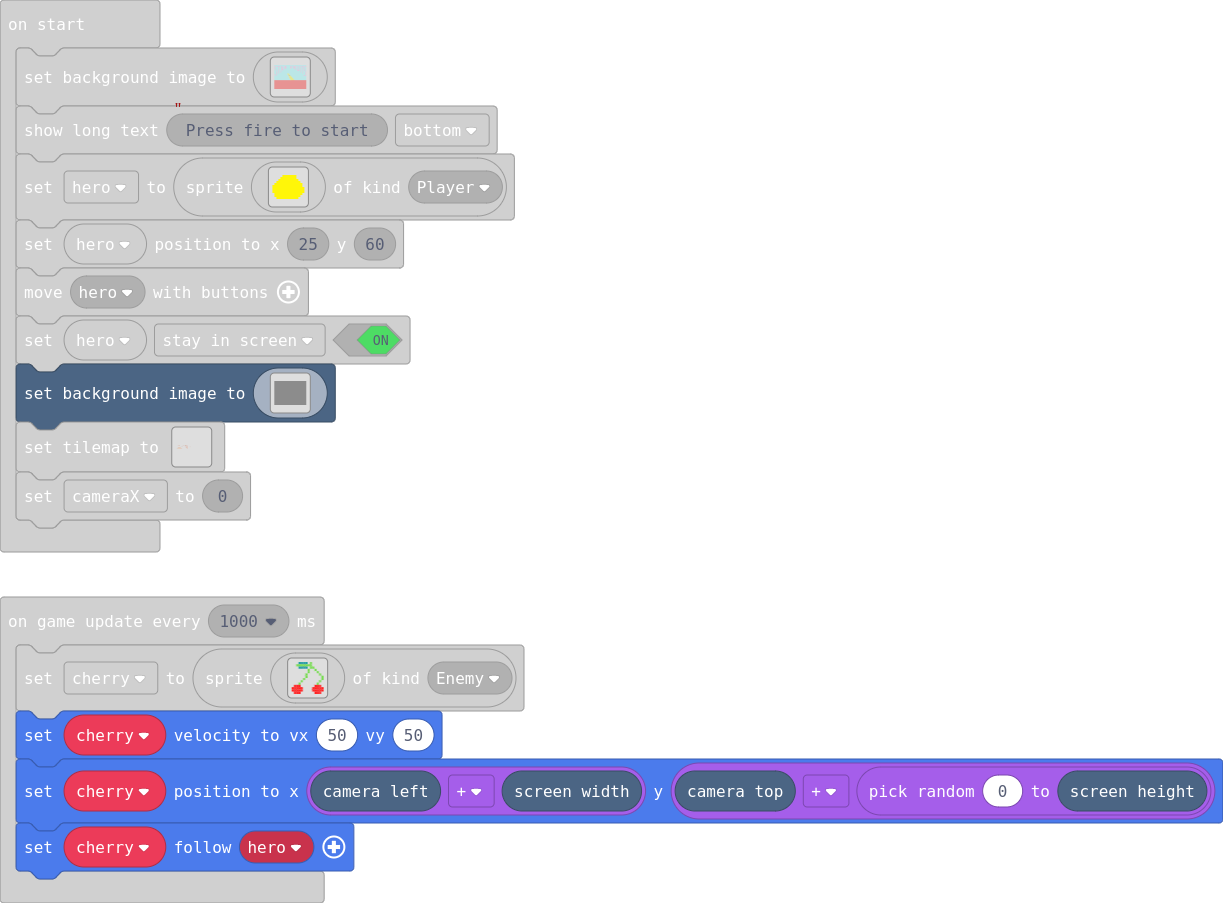 on start
set background image to
"
show long text Press fire to start bottom
set hero to sprite of kind Player
set hero position to x 25 y 60
move hero with buttons
set hero stay in screen ON
set background image to
set tilemap to
set cameraX to 0
on game update every 1000 ms
set cherry to sprite of kind Enemy
set cherry velocity to vx 50 vy 50
set cherry position to x camera left + screen width y camera top + pick random 0 to screen height
set cherry follow hero